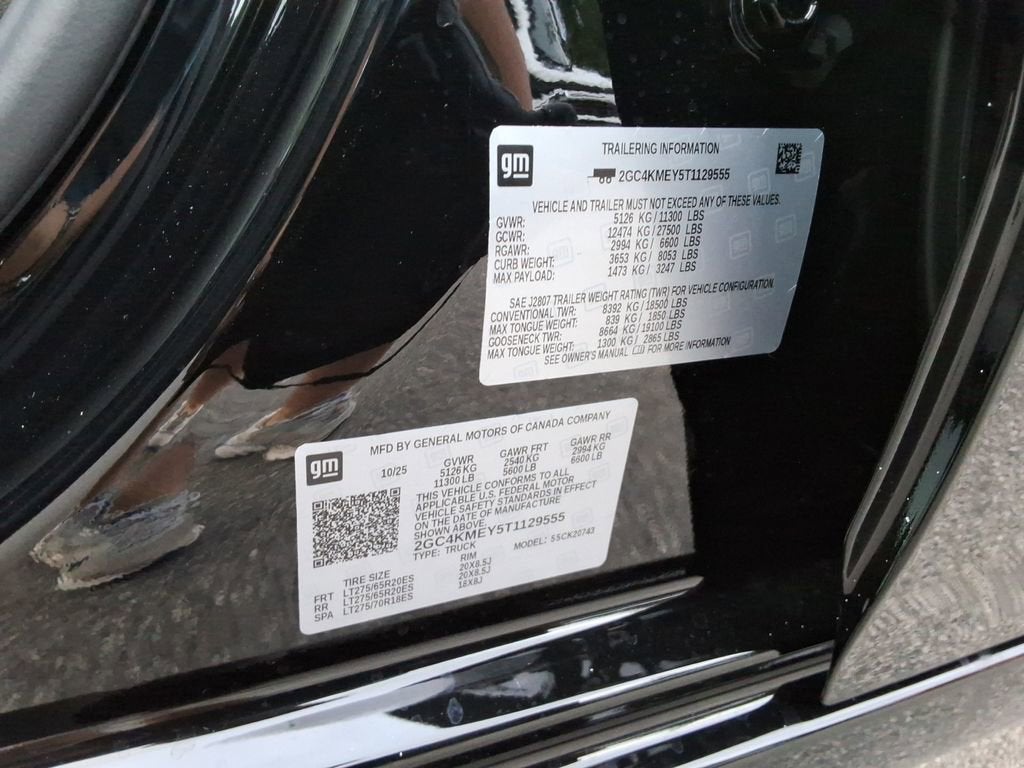 gm
TRAILERING INFORMATION
2GC4KMEY5T1129555
VEHICLE AND TRAILER MUST NOT EXCEED ANY OF THESE VALUES.
GVWR: 5126 KG / 11300 LBS
GCWR: 12474 KG / 27500 LBS
RGAWR: 2994 KG / 6600 LBS
CURB WEIGHT: 3653 KG / 8053 LBS
MAX PAYLOAD: 1473 KG / 3247 LBS
SAE J2807 TRAILER WEIGHT RATING (TWR) FOR VEHICLE CONFIGURATION
CONVENTIONAL TWR: 8392 KG / 18500 LBS
MAX TONGUE WEIGHT: 839 KG / 1850 LBS
GOOSENECK TWR: 8664 KG / 19100 LBS
MAX TONGUE WEIGHT: 1300 KG / 2865 LBS
SEE OWNER'S MANUAL FOR MORE INFORMATION
gm
MFD BY GENERAL MOTORS OF CANADA COMPANY
10/25 GVWR GAWR FRT GAWR RR
5126 KG 2540 KG 2994 KG
11300 LB 5600 LB 6600 LB
THIS VEHICLE CONFORMS TO ALL
APPLICABLE U.S. FEDERAL MOTOR
VEHICLE SAFETY STANDARDS IN EFFECT
ON THE DATE OF MANUFACTURE
SHOWN ABOVE.
2GC4KMEY5T1129555
TYPE: TRUCK MODEL: 55CK20743
TIRE SIZE RIM
FRT LT275/65R20ES 20X8.5J
RR LT275/65R20ES 20X8.5J
SPA LT275/70R18ES 18X8J